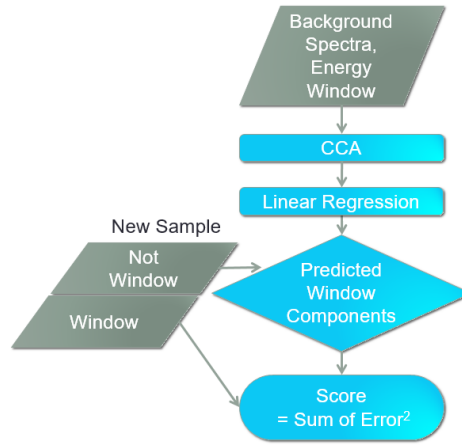 Background
Spectra,
Energy
Window
CCA
Linear Regression
New Sample
Not
Window
Predicted
Window
Components
Window
Score
= Sum of Error²